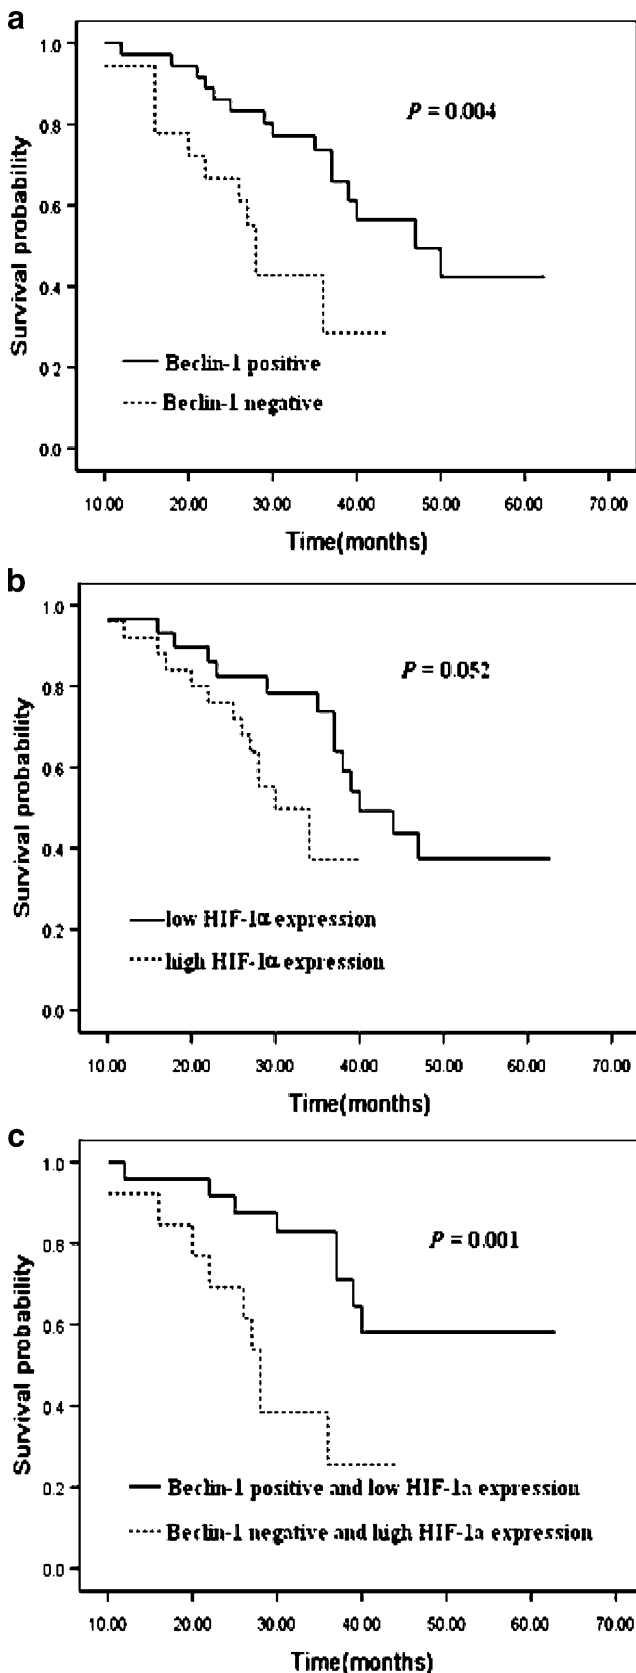 a
1.0
0.8
0.6
0.4
0.2
0.0
Survival probability
P = 0.004
Beclin-1 positive
Beclin-1 negative
10.00 20.00 30.00 40.00 50.00 60.00 70.00
Time(months)
b
1.0
0.8
0.6
0.4
0.2
0.0
Survival probability
P = 0.052
low HIF-1α expression
high HIF-1α expression
10.00 20.00 30.00 40.00 50.00 60.00 70.00
Time(months)
c
1.0
0.8
0.6
0.4
0.2
0.0
Survival probability
P = 0.001
Beclin-1 positive and low HIF-1a expression
Beclin-1 negative and high HIF-1a expression
10.00 20.00 30.00 40.00 50.00 60.00 70.00
Time(months)